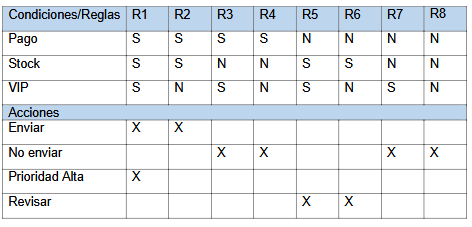 Condiciones/Reglas R1 R2 R3 R4 R5 R6 R7 R8
Pago S S S S N N N N
Stock S S N N S S N N
VIP S N S N S N S N
Acciones
Enviar X X
No enviar X X X X
Prioridad Alta X
Revisar X X